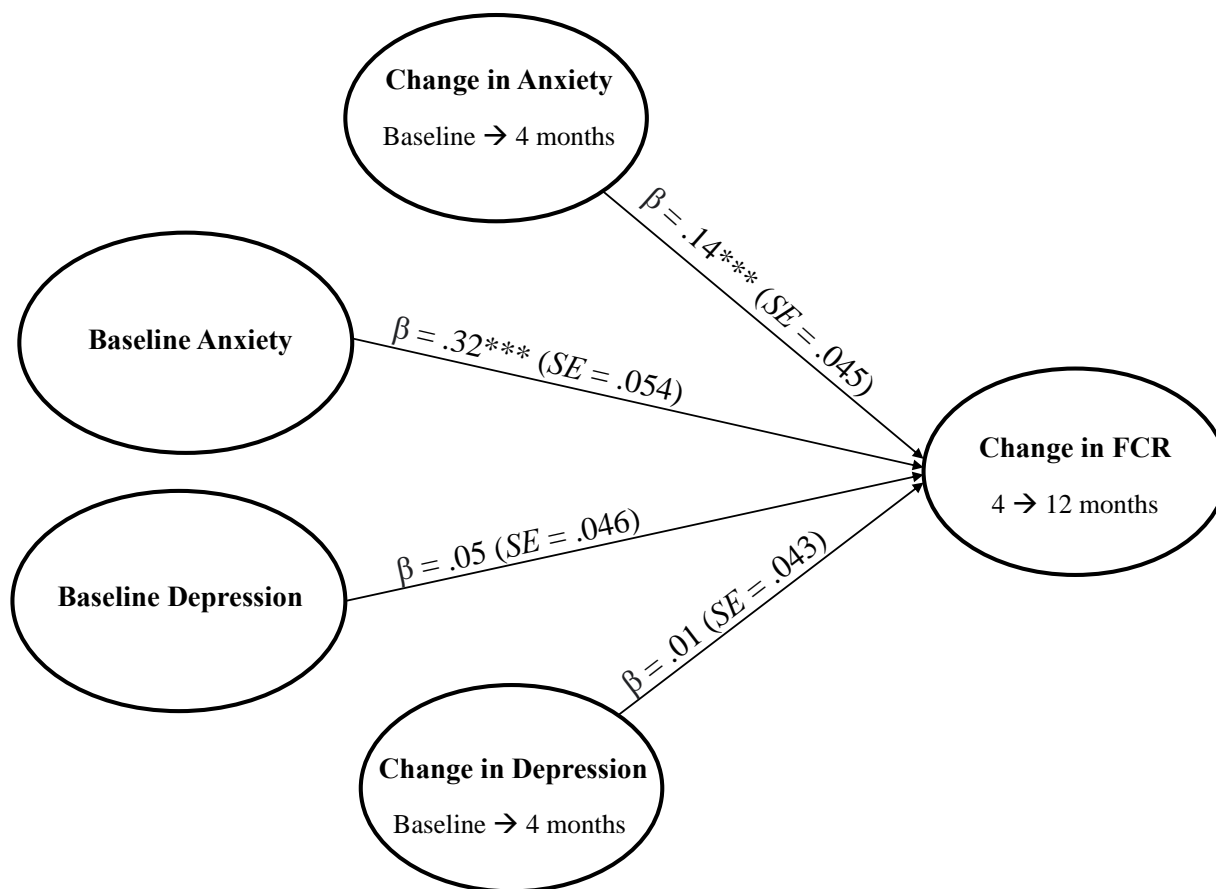 Change in Anxiety
Baseline → 4 months
β = .14*** (SE = .045)
Baseline Anxiety
β = .32*** (SE = .054)
Change in FCR
4 → 12 months
Baseline Depression
β = .05 (SE = .046)
β = .01 (SE = .043)
Change in Depression
Baseline → 4 months